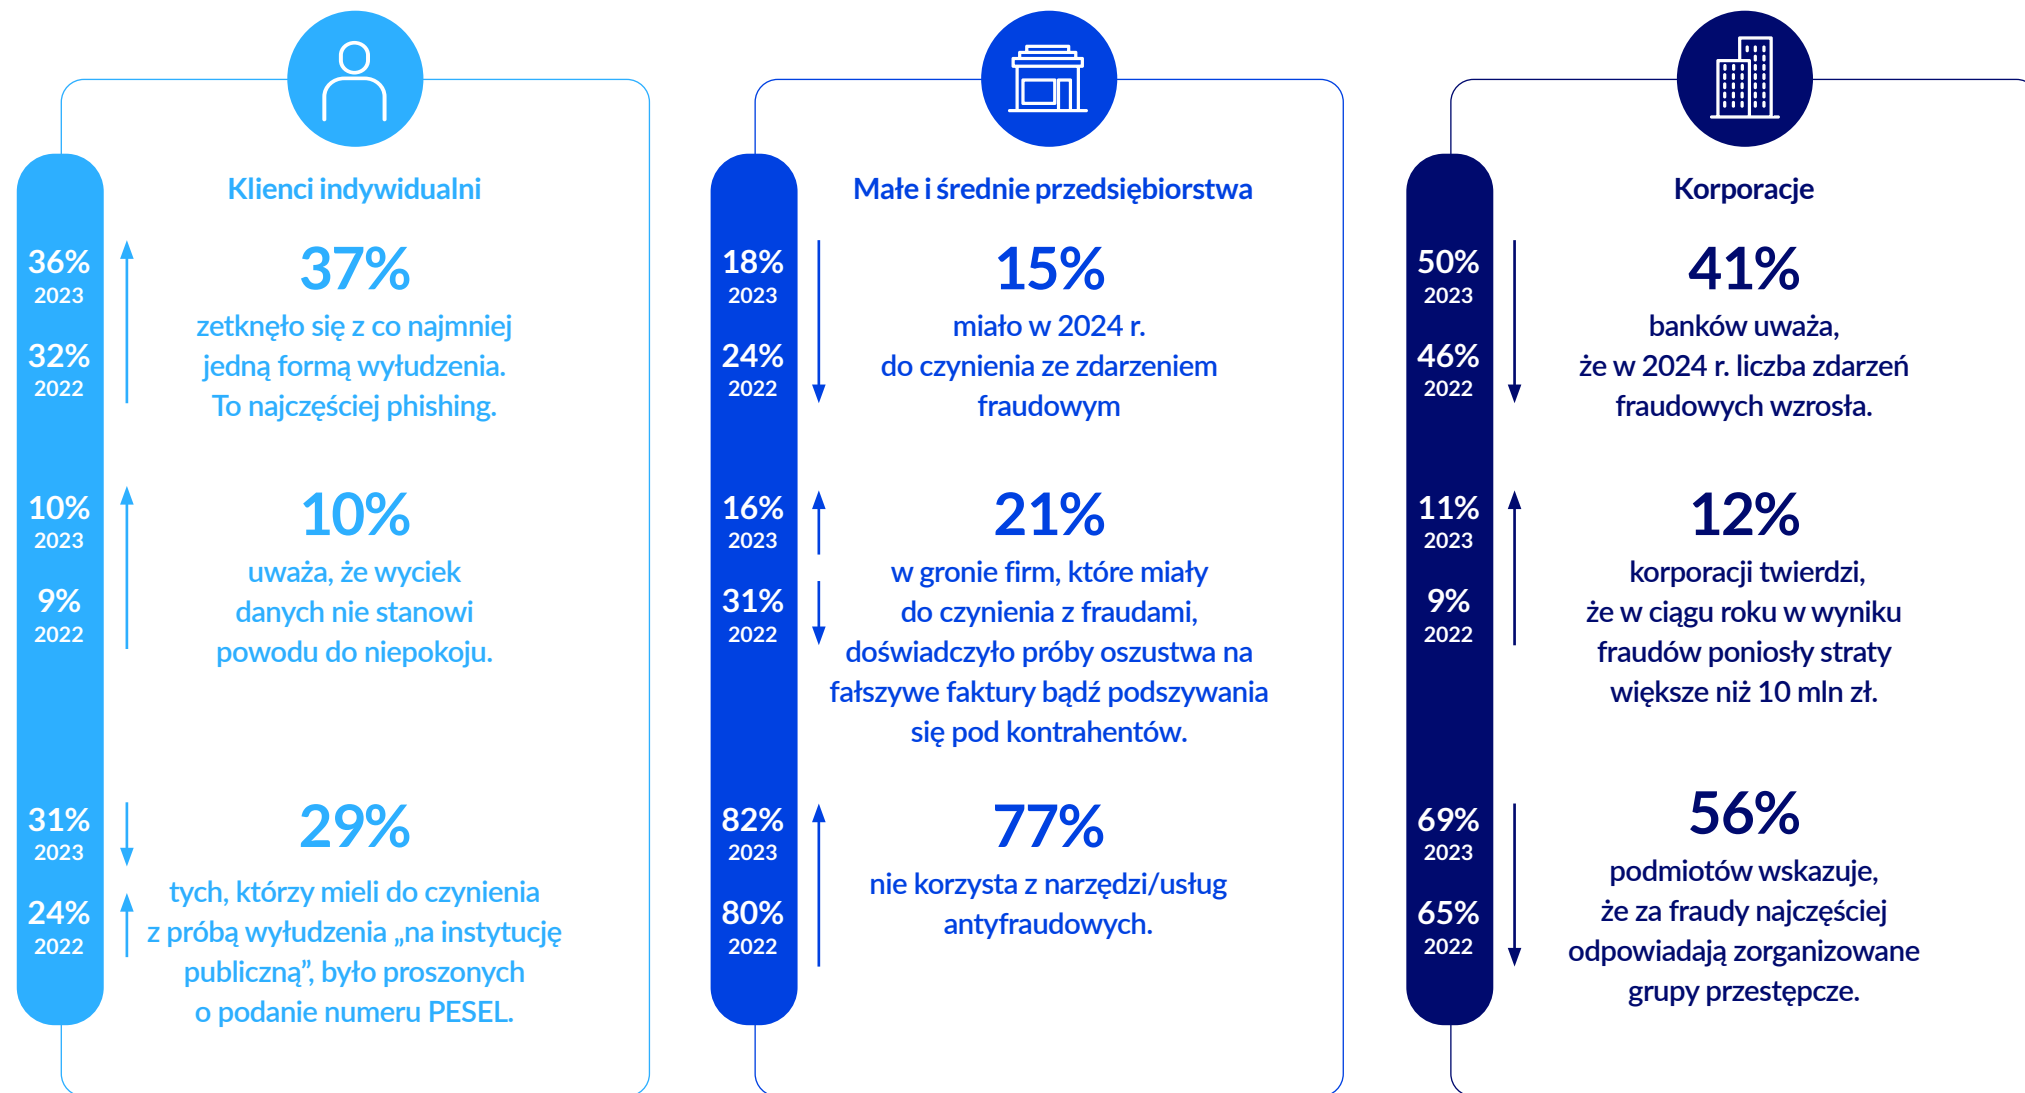 Klienci indywidualni
36%
2023
32%
2022
37%
zetknęło się z co najmniej
jedną formą wyłudzenia.
To najczęściej phishing.
10%
2023
9%
2022
10%
uważa, że wyciek
danych nie stanowi
powodu do niepokoju.
31%
2023
24%
2022
29%
tych, którzy mieli do czynienia
z próbą wyłudzenia „na instytucję
publiczną”, było proszonych
o podanie numeru PESEL.
Małe i średnie przedsiębiorstwa
18%
2023
24%
2022
15%
miało w 2024 r.
do czynienia ze zdarzeniem
fraudowym
16%
2023
31%
2022
21%
w gronie firm, które miały
do czynienia z fraudami,
doświadczyło próby oszustwa na
fałszywe faktury bądź podszywania
się pod kontrahentów.
82%
2023
80%
2022
77%
nie korzysta z narzędzi/usług
antyfraudowych.
Korporacje
50%
2023
46%
2022
41%
banków uważa,
że w 2024 r. liczba zdarzeń
fraudowych wzrosła.
11%
2023
9%
2022
12%
korporacji twierdzi,
że w ciągu roku w wyniku
fraudów poniosły straty
większe niż 10 mln zł.
69%
2023
65%
2022
56%
podmiotów wskazuje,
że za fraudy najczęściej
odpowiadają zorganizowane
grupy przestępcze.